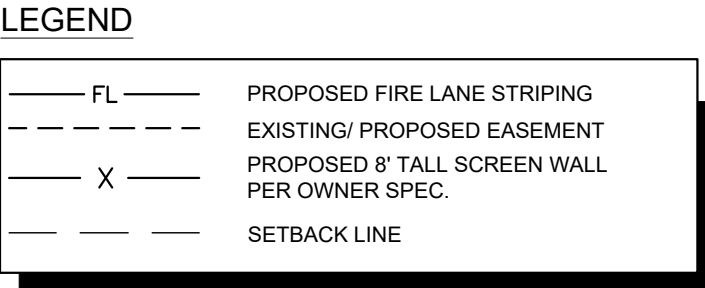 LEGEND
FL PROPOSED FIRE LANE STRIPING
EXISTING/ PROPOSED EASEMENT
X PROPOSED 8' TALL SCREEN WALL
PER OWNER SPEC.
SETBACK LINE